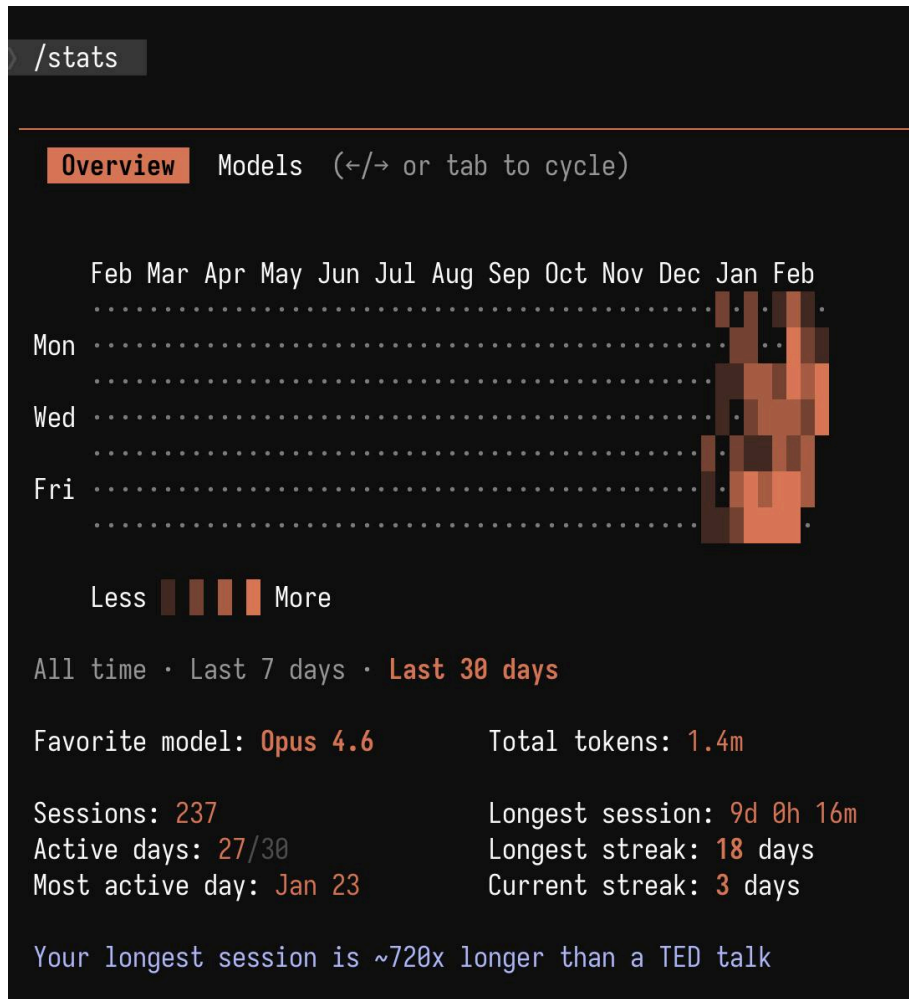 /stats
Overview Models (←/→ or tab to cycle)
Feb Mar Apr May Jun Jul Aug Sep Oct Nov Dec Jan Feb
Mon
Wed
Fri
Less More
All time · Last 7 days · Last 30 days
Favorite model: Opus 4.6 Total tokens: 1.4m
Sessions: 237 Longest session: 9d 0h 16m
Active days: 27/30 Longest streak: 18 days
Most active day: Jan 23 Current streak: 3 days
Your longest session is ~720x longer than a TED talk